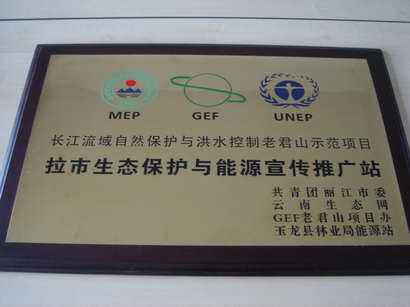 MEP GEF UNEP
长江流域自然保护与洪水控制老君山示范项目
拉市生态保护与能源宣传推广站
共青团丽江市委
云南生态网
GEF老君山项目办
玉龙县林业局能源站